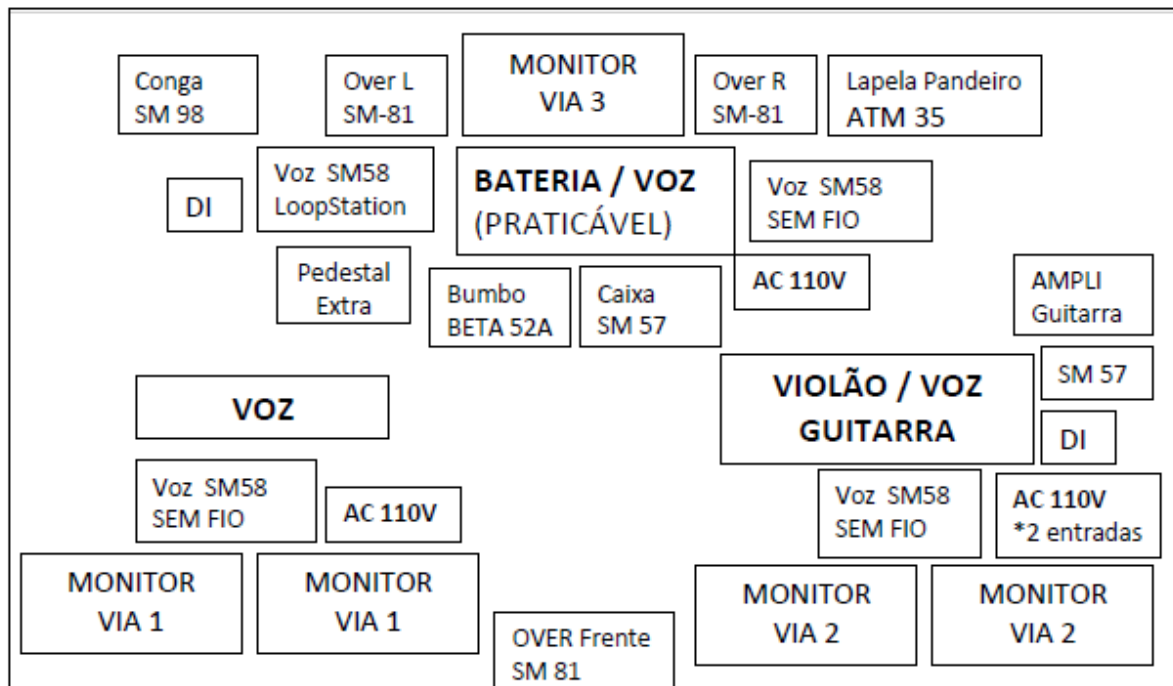 Conga
SM 98
Over L
SM-81
MONITOR
VIA 3
Over R
SM-81
Lapela Pandeiro
ATM 35
DI
Voz SM58
LoopStation
BATERIA / VOZ
(PRATICÁVEL)
Voz SM58
SEM FIO
Pedestal
Extra
Bumbo
BETA 52A
Caixa
SM 57
AC 110V
AMPLI
Guitarra
VOZ
VIOLÃO / VOZ
GUITARRA
SM 57
DI
Voz SM58
SEM FIO
AC 110V
Voz SM58
SEM FIO
AC 110V
*2 entradas
MONITOR
VIA 1
MONITOR
VIA 1
OVER Frente
SM 81
MONITOR
VIA 2
MONITOR
VIA 2